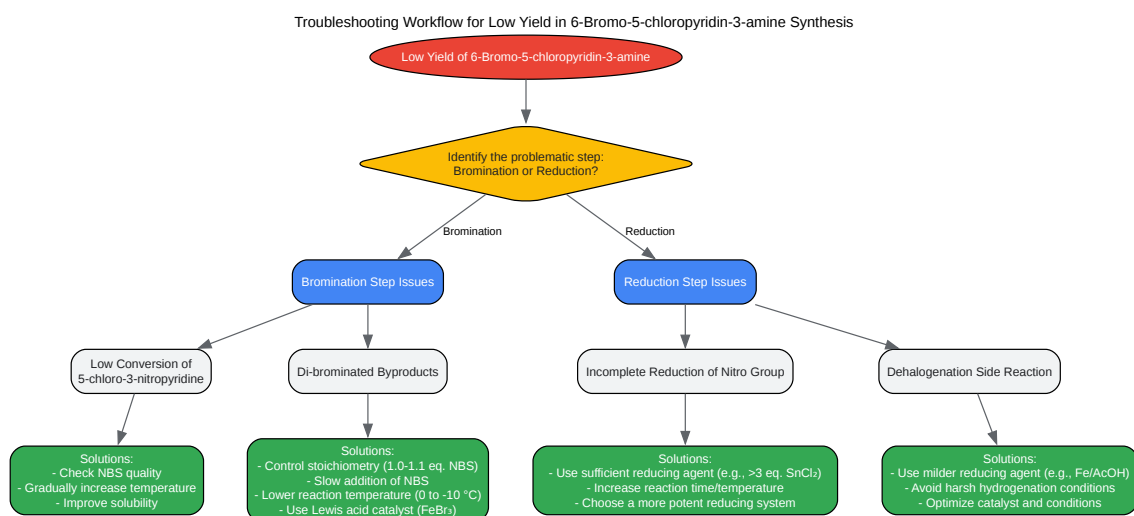 Troubleshooting Workflow for Low Yield in 6-Bromo-5-chloropyridin-3-amine Synthesis
Low Yield of 6-Bromo-5-chloropyridin-3-amine
Identify the problematic step:
Bromination or Reduction?
Bromination
Reduction
Bromination Step Issues
Reduction Step Issues
Low Conversion of
5-chloro-3-nitropyridine
Di-brominated Byproducts
Incomplete Reduction of Nitro Group
Dehalogenation Side Reaction
Solutions:
- Check NBS quality
- Gradually increase temperature
- Improve solubility
Solutions:
- Control stoichiometry (1.0-1.1 eq. NBS)
- Slow addition of NBS
- Lower reaction temperature (0 to -10 °C)
- Use Lewis acid catalyst (FeBr₃)
Solutions:
- Use sufficient reducing agent (e.g., >3 eq. SnCl₂)
- Increase reaction time/temperature
- Choose a more potent reducing system
Solutions:
- Use milder reducing agent (e.g., Fe/AcOH)
- Avoid harsh hydrogenation conditions
- Optimize catalyst and conditions